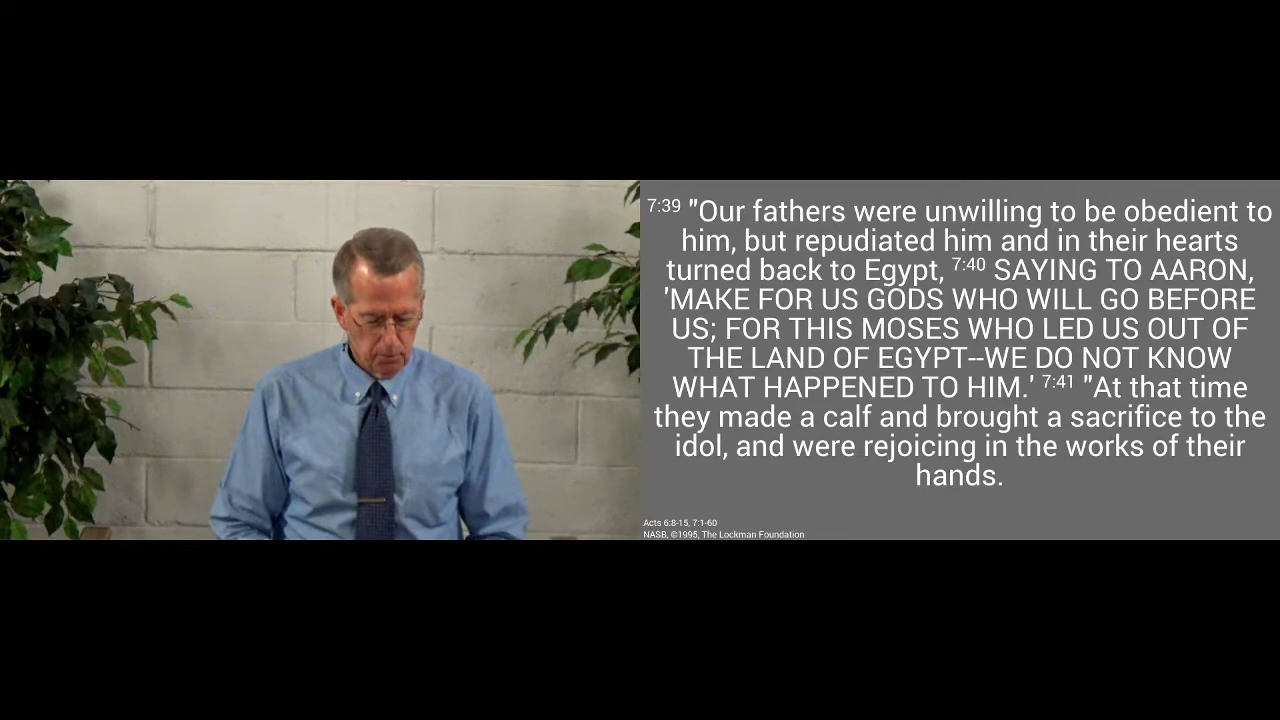 7:39 "Our fathers were unwilling to be obedient to
him, but repudiated him and in their hearts
turned back to Egypt, 7:40 SAYING TO AARON,
'MAKE FOR US GODS WHO WILL GO BEFORE
US; FOR THIS MOSES WHO LED US OUT OF
THE LAND OF EGYPT--WE DO NOT KNOW
WHAT HAPPENED TO HIM.' 7:41 "At that time
they made a calf and brought a sacrifice to the
idol, and were rejoicing in the works of their
hands.
Acts 6:8-15, 7:1-60
NASB, ©1995, The Lockman Foundation